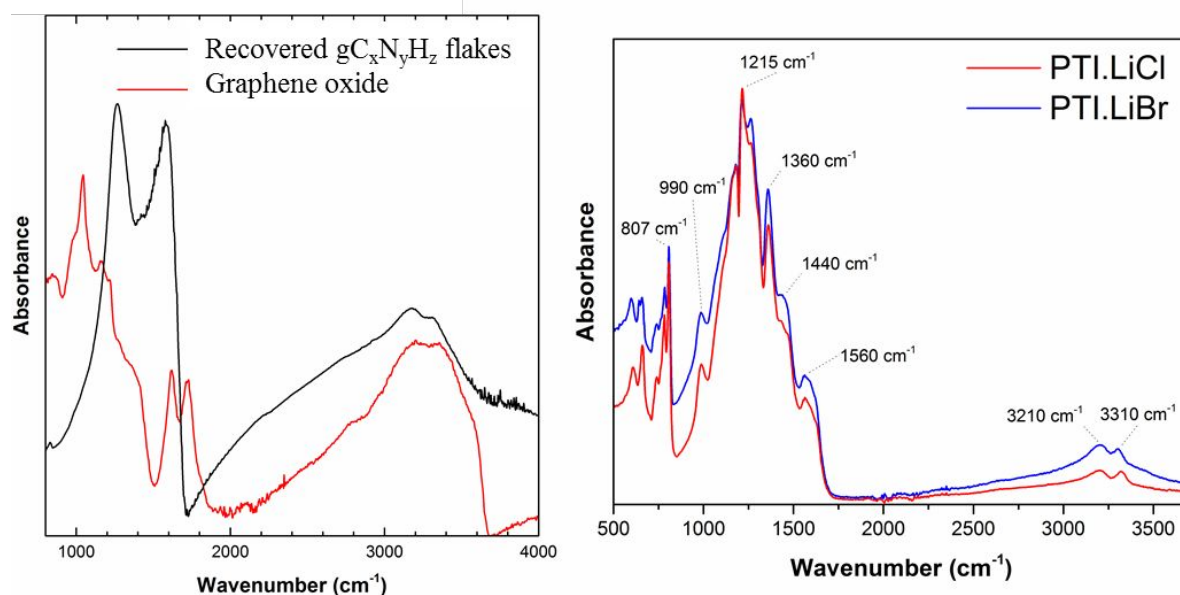 Recovered gCₓNᵧH𝓏 flakes
Graphene oxide
Absorbance
1000
2000
3000
4000
Wavenumber (cm⁻¹)
PTI.LiCl
PTI.LiBr
1215 cm⁻¹
1360 cm⁻¹
990 cm⁻¹
807 cm⁻¹
1440 cm⁻¹
1560 cm⁻¹
3210 cm⁻¹
3310 cm⁻¹
Absorbance
500
1000
1500
2000
2500
3000
3500
Wavenumber (cm⁻¹)